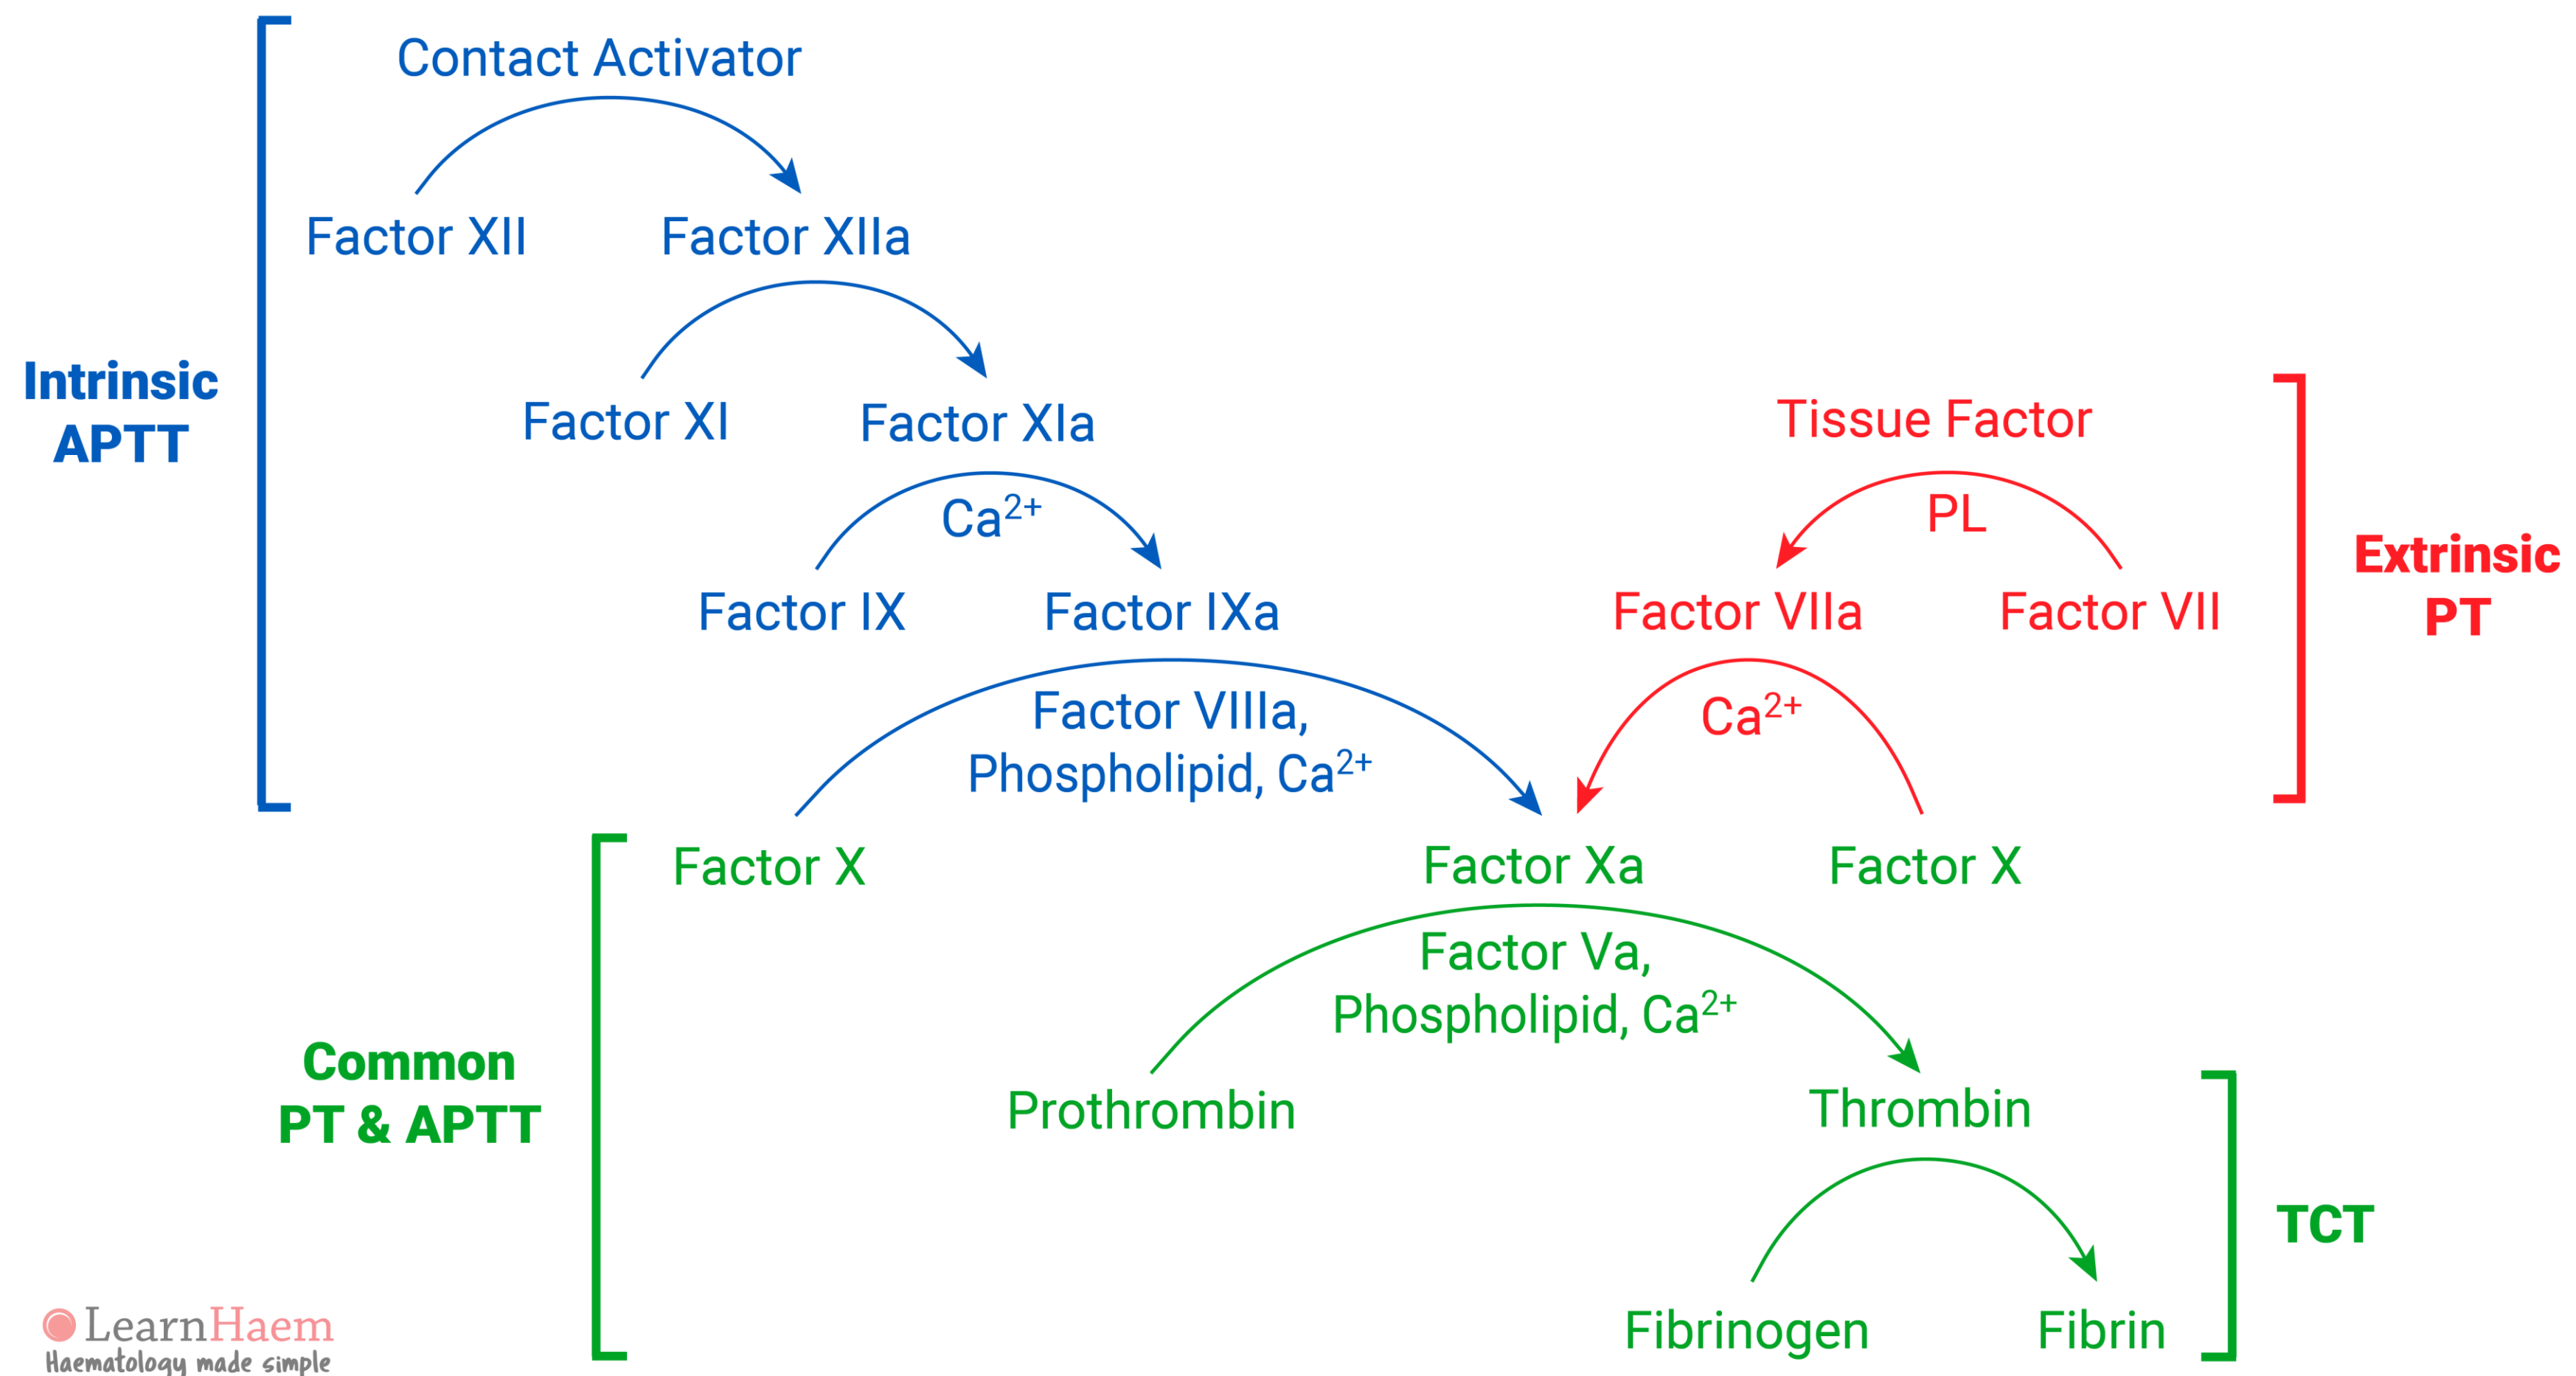 Contact Activator
Factor XII
Factor XIIa
Intrinsic
APTT
Factor XI
Factor XIa
Ca²⁺
Factor IX
Factor IXa
Factor VIIIa,
Phospholipid, Ca²⁺
Tissue Factor
PL
Factor VIIa
Factor VII
Ca²⁺
Extrinsic
PT
Factor X
Factor Xa
Factor X
Factor Va,
Phospholipid, Ca²⁺
Common
PT & APTT
Prothrombin
Thrombin
TCT
Fibrinogen
Fibrin
LearnHaem
Haematology made simple